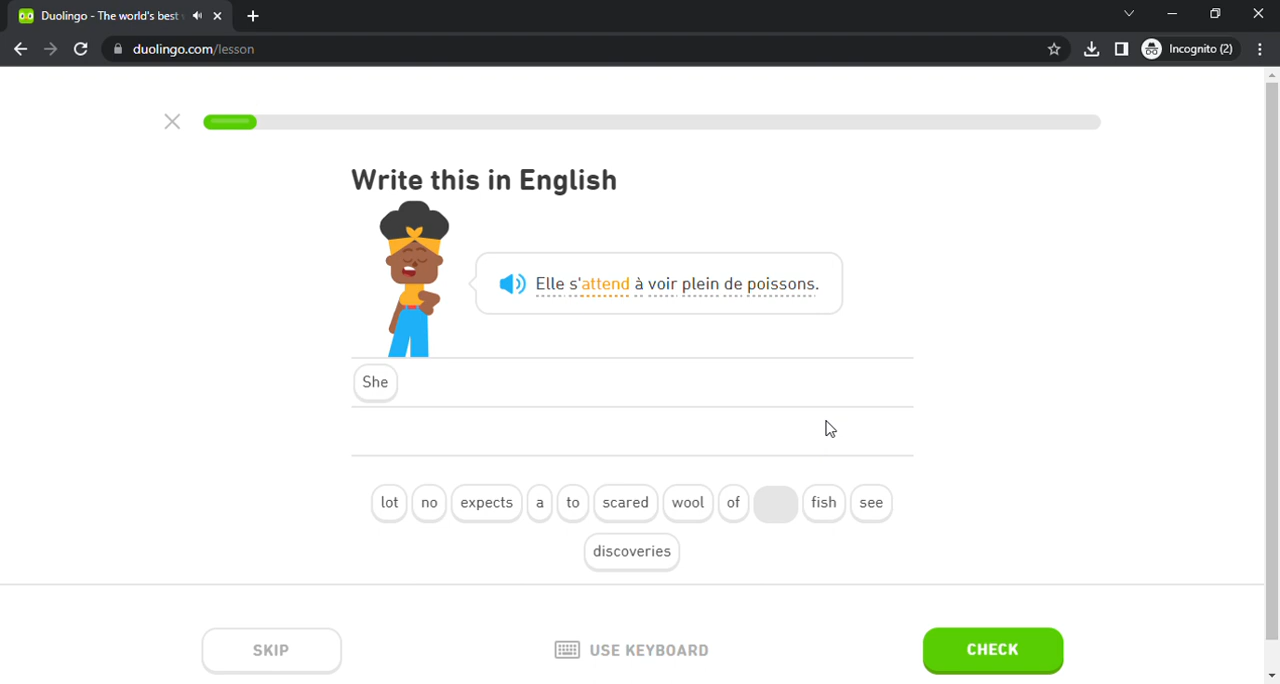 Duolingo - The world's best
duolingo.com/lesson
Incognito (2)
Write this in English
Elle s'attend à voir plein de poissons.
She
lot no expects a to scared wool of fish see
discoveries
SKIP
USE KEYBOARD
CHECK